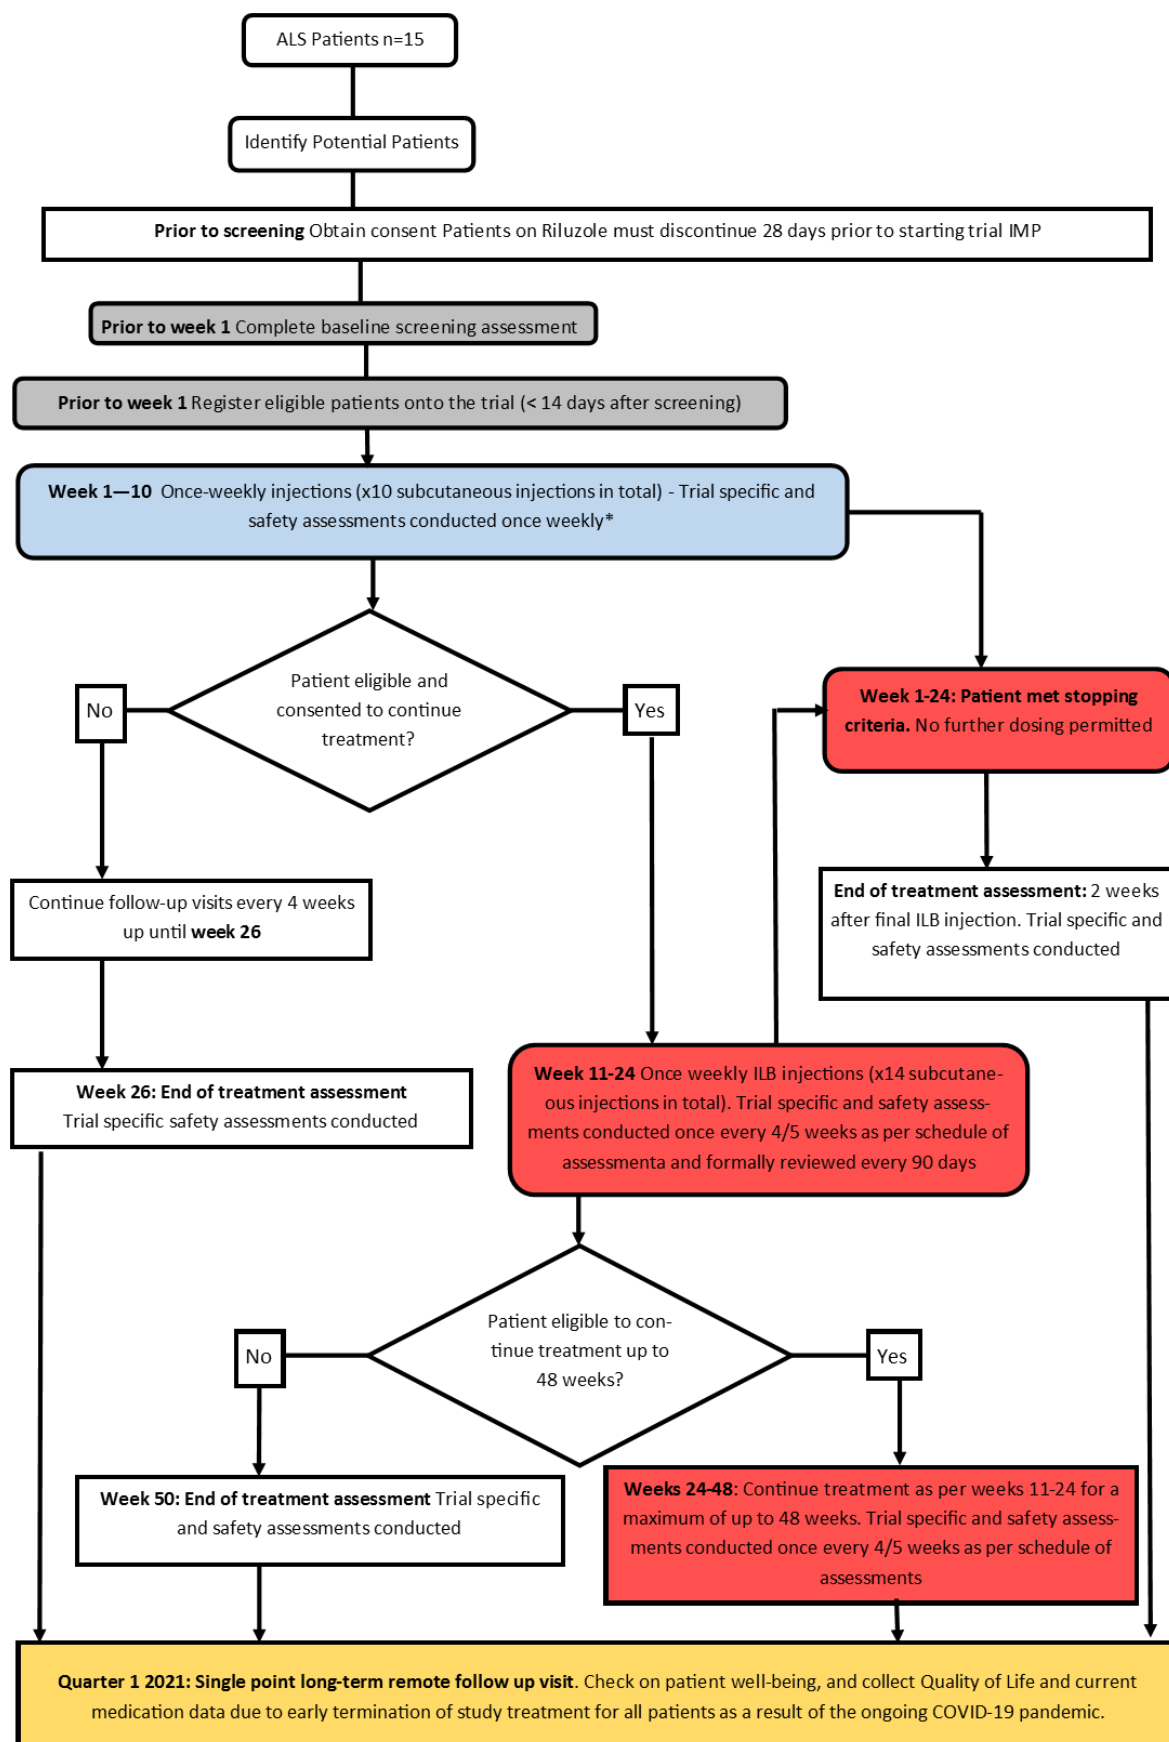 ALS Patients n=15
Identify Potential Patients
Prior to screening Obtain consent Patients on Riluzole must discontinue 28 days prior to starting trial IMP
Prior to week 1 Complete baseline screening assessment
Prior to week 1 Register eligible patients onto the trial (< 14 days after screening)
Week 1—10 Once-weekly injections (x10 subcutaneous injections in total) - Trial specific and
safety assessments conducted once weekly*
Patient eligible and
consented to continue
treatment?
No
Yes
Week 1-24: Patient met stopping
criteria. No further dosing permitted
Continue follow-up visits every 4 weeks
up until week 26
End of treatment assessment: 2 weeks
after final ILB injection. Trial specific and
safety assessments conducted
Week 26: End of treatment assessment
Trial specific safety assessments conducted
Week 11-24 Once weekly ILB injections (x14 subcutane-
ous injections in total). Trial specific and safety assess-
ments conducted once every 4/5 weeks as per schedule of
assessmenta and formally reviewed every 90 days
Patient eligible to con-
tinue treatment up to
48 weeks?
No
Yes
Week 50: End of treatment assessment Trial specific
and safety assessments conducted
Weeks 24-48: Continue treatment as per weeks 11-24 for a
maximum of up to 48 weeks. Trial specific and safety assess-
ments conducted once every 4/5 weeks as per schedule of
assessments
Quarter 1 2021: Single point long-term remote follow up visit. Check on patient well-being, and collect Quality of Life and current
medication data due to early termination of study treatment for all patients as a result of the ongoing COVID-19 pandemic.